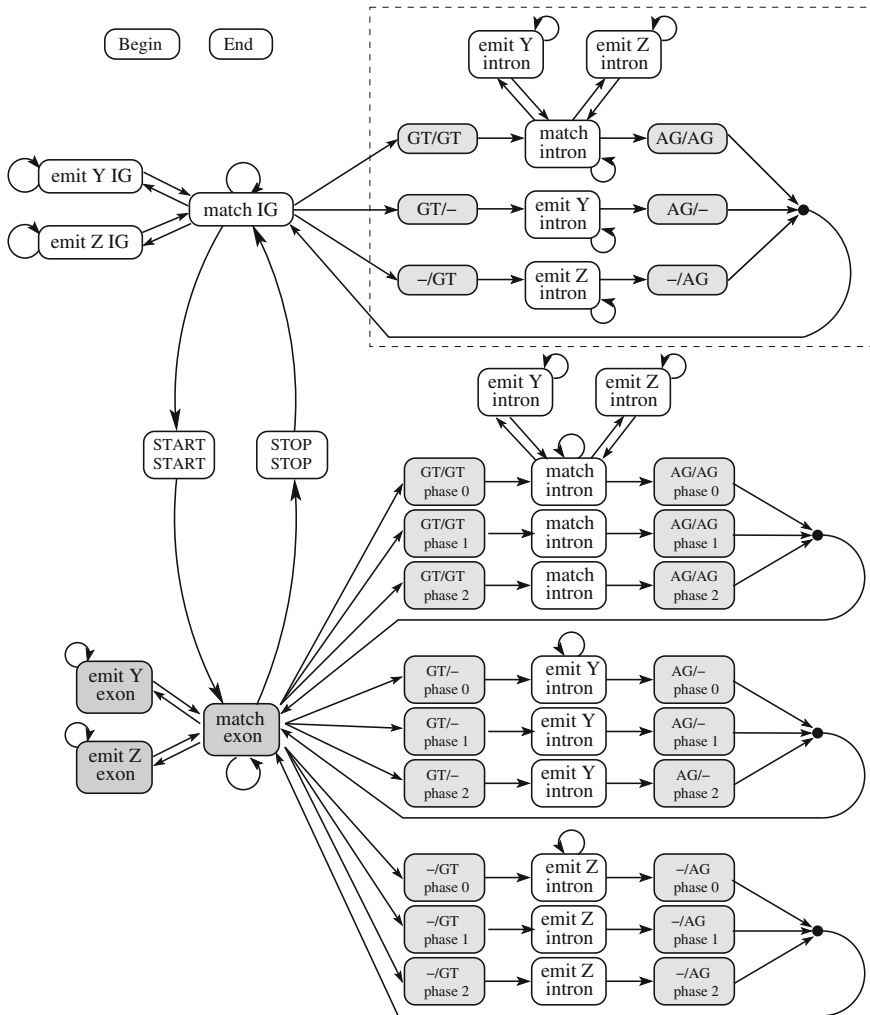 Begin
End
emit Y
intron
emit Z
intron
GT/GT
match
intron
AG/AG
emit Y IG
match IG
emit Z IG
GT/–
emit Y
intron
AG/–
–/GT
emit Z
intron
–/AG
emit Y
intron
emit Z
intron
START
START
STOP
STOP
GT/GT
phase 0
match
intron
AG/AG
phase 0
GT/GT
phase 1
match
intron
AG/AG
phase 1
GT/GT
phase 2
match
intron
AG/AG
phase 2
emit Y
exon
match
exon
emit Z
exon
GT/–
phase 0
emit Y
intron
AG/–
phase 0
GT/–
phase 1
emit Y
intron
AG/–
phase 1
GT/–
phase 2
emit Y
intron
AG/–
phase 2
–/GT
phase 0
emit Z
intron
–/AG
phase 0
–/GT
phase 1
emit Z
intron
–/AG
phase 1
–/GT
phase 2
emit Z
intron
–/AG
phase 2